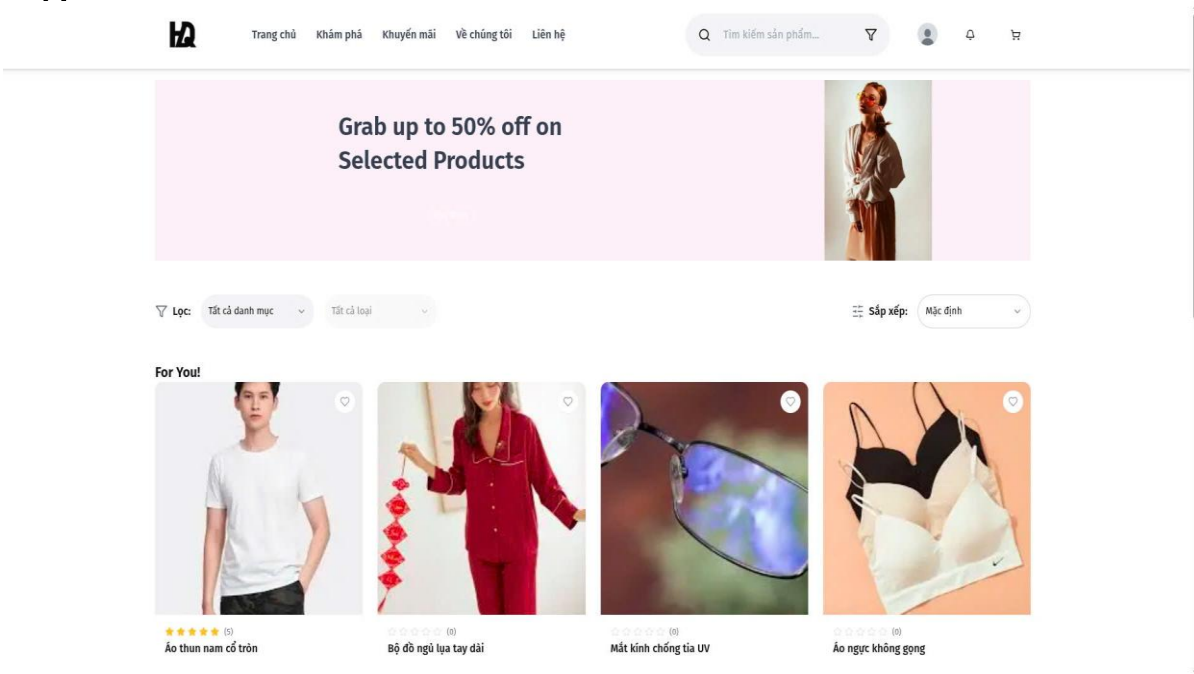 HQ
Trang chủ Khám phá Khuyến mãi Về chúng tôi Liên hệ Tìm kiếm sản phẩm...
Grab up to 50% off on
Selected Products
Lọc: Tất cả danh mục Tất cả loại Sắp xếp: Mặc định
For You!
(5) (0) (0) (0)
Áo thun nam cổ tròn Bộ đồ ngủ lụa tay dài Mắt kính chống tia UV Áo ngực không gọng